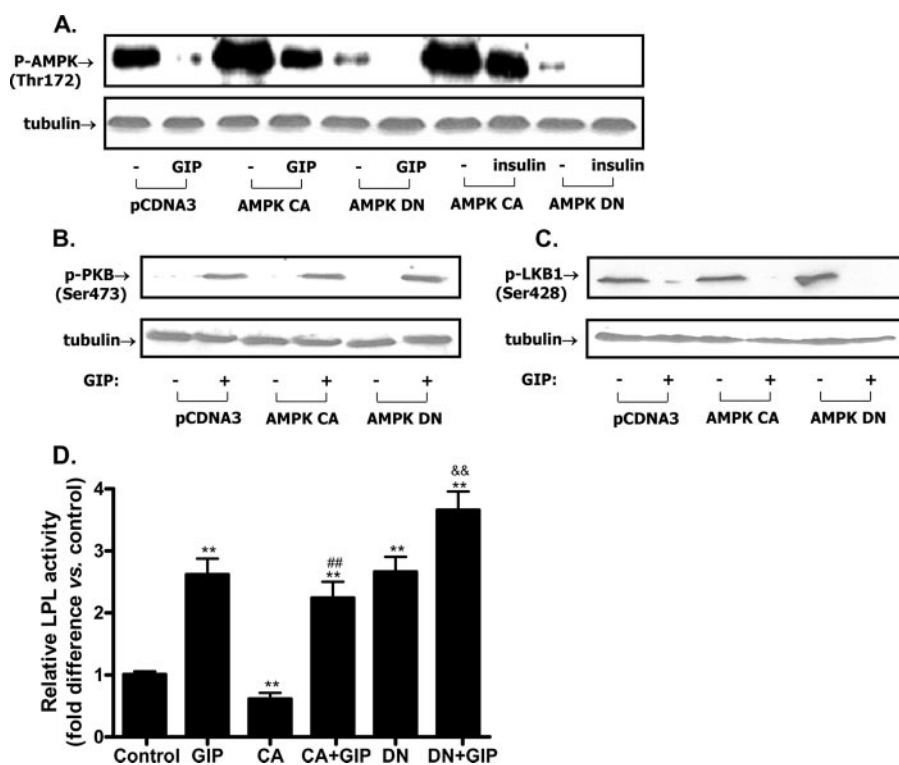 A.
P-AMPK→
(Thr172)
tubulin→
- GIP - GIP - GIP - insulin - insulin
pCDNA3 AMPK CA AMPK DN AMPK CA AMPK DN
B.
p-PKB→
(Ser473)
tubulin→
GIP: - + - + - +
pCDNA3 AMPK CA AMPK DN
C.
p-LKB1→
(Ser428)
tubulin→
GIP: - + - + - +
pCDNA3 AMPK CA AMPK DN
D.
Relative LPL activity
(fold difference vs. control)
4
3
2
1
0
**
**
##
**
**
&&
**
Control GIP CA CA+GIP DN DN+GIP